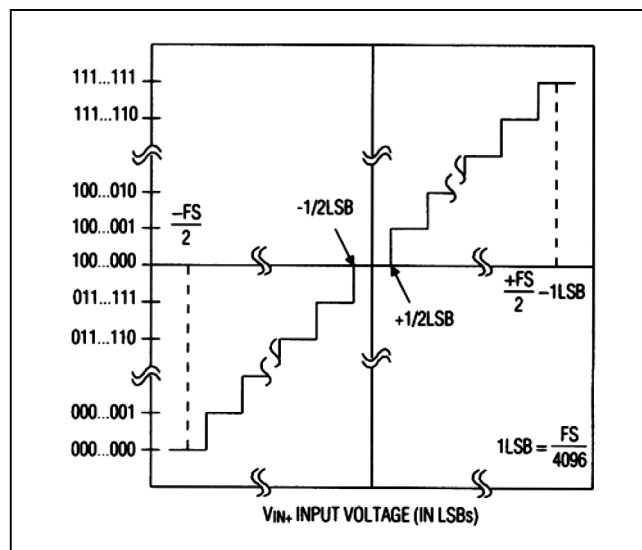 111...111
111...110
100...010
100...001
100...000
011...111
011...110
000...001
000...000
−FS/2
-1/2LSB
+1/2LSB
+FS/2 −1LSB
1LSB = FS/4096
VIN+ INPUT VOLTAGE (IN LSBs)